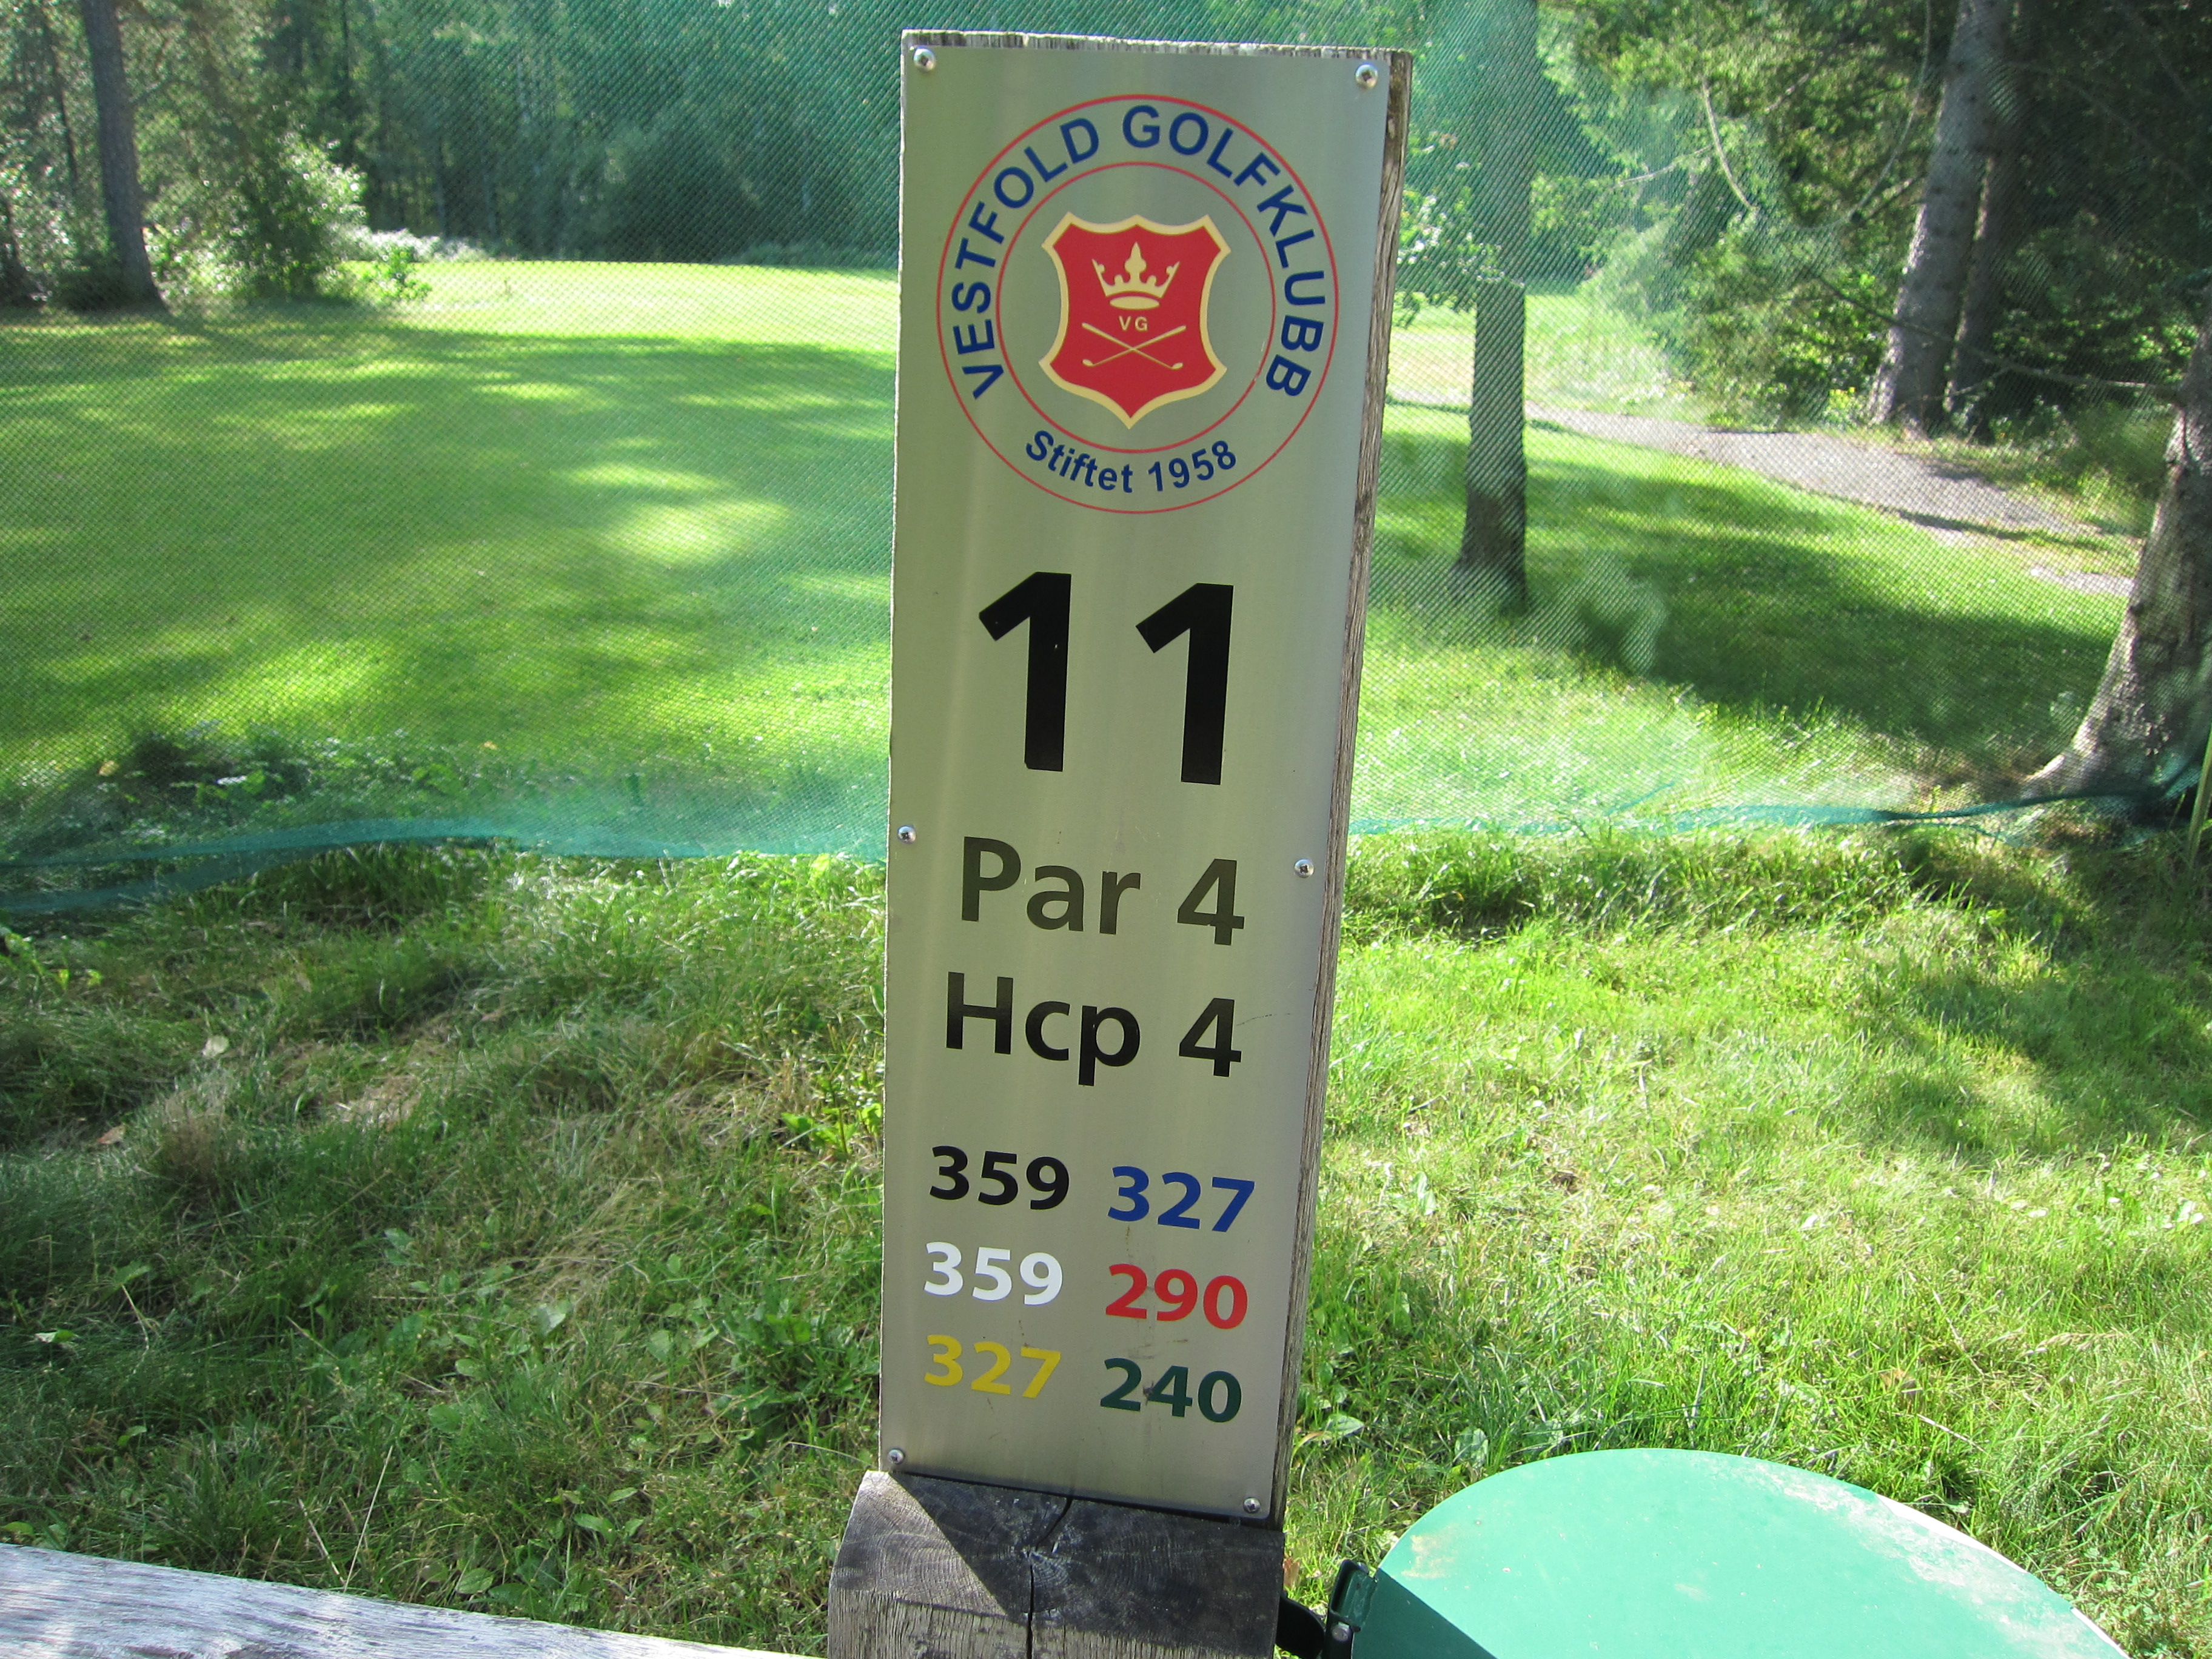 VESTFOLD GOLFKLUBB
VG
Stiftet 1958
11
Par 4
Hcp 4
359 327
359 290
327 240